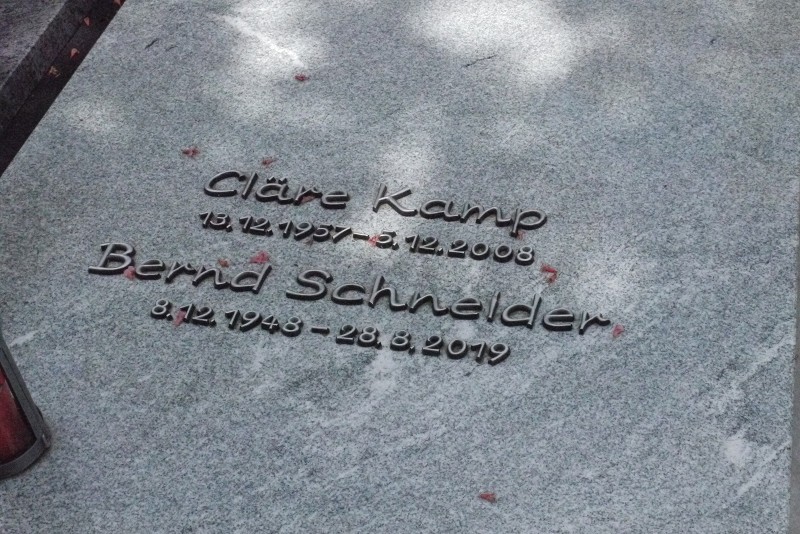 Cläre Kamp
13.12.1957 – 5.12.2008
Bernd Schneider
8.12.1948 – 28.8.2019